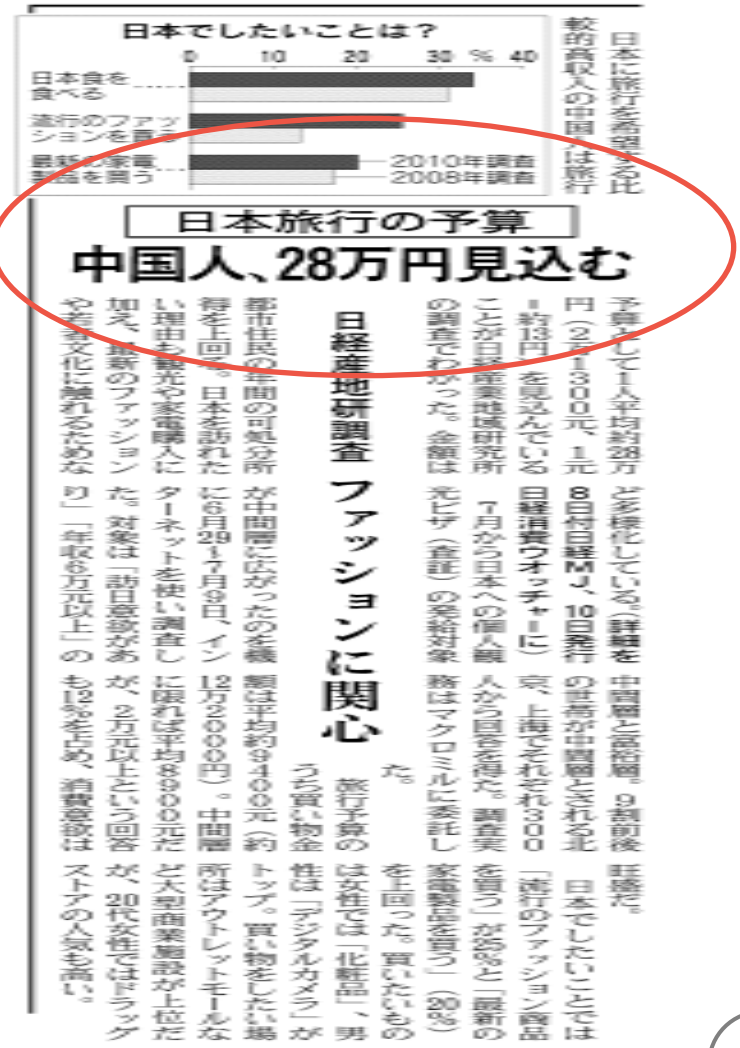 日本でしたいことは？
0 10 20 30 % 40
日本食を
食べる
流行のファッ
ションを買う
最新の家電
製品を買う
2010年調査
2008年調査
日本旅行の予算
中国人、28万円見込む
日経産地研調査 ファッションに関心
日本に旅行を希望する比
較的高収入の中国人は旅行
予算として1人平均約28万
円（2万1300元、1元
＝約13円）を見込んでいる
ことが日経産業地域研究所
の調査でわかった。金額は
都市住民の年間の可処分所
得を上回る。日本を訪れた
い理由も観光や家電購入に
加え、最新のファッション
や若者文化に触れるためな
ど多様化している。（詳細を
8日付日経MJ、10日発行
日経消費ウオッチャーに）
7月から日本への個人観
光ビザ（査証）の発給対象
が中間層に広がったのを機
に6月29～7月9日、イン
ターネットを使い調査し
た。対象は「訪日意欲があ
り」「年収6万元以上」の
中間層と富裕層。9割前後
の世帯が中間層とされる北
京、上海でそれぞれ300
人から回答を得た。調査実
務はマクロミルに委託し
た。
旅行予算の
うち買い物金
額は平均約9400元（約
12万2000円）。中間層
に限れば平均8900元だ
が、2万元以上という回答
も12％を占め、消費意欲は
旺盛だ。
日本でしたいことでは
「流行のファッション商品
を買う」が25％と「最新の
家電製品を買う」（20％）
を上回った。買いたいもの
は女性では「化粧品」、男
性は「デジタルカメラ」が
トップ。買い物をしたい場
所はアウトレットモールな
ど大型商業施設が上位だ
が、20代女性ではドラッグ
ストアの人気も高い。